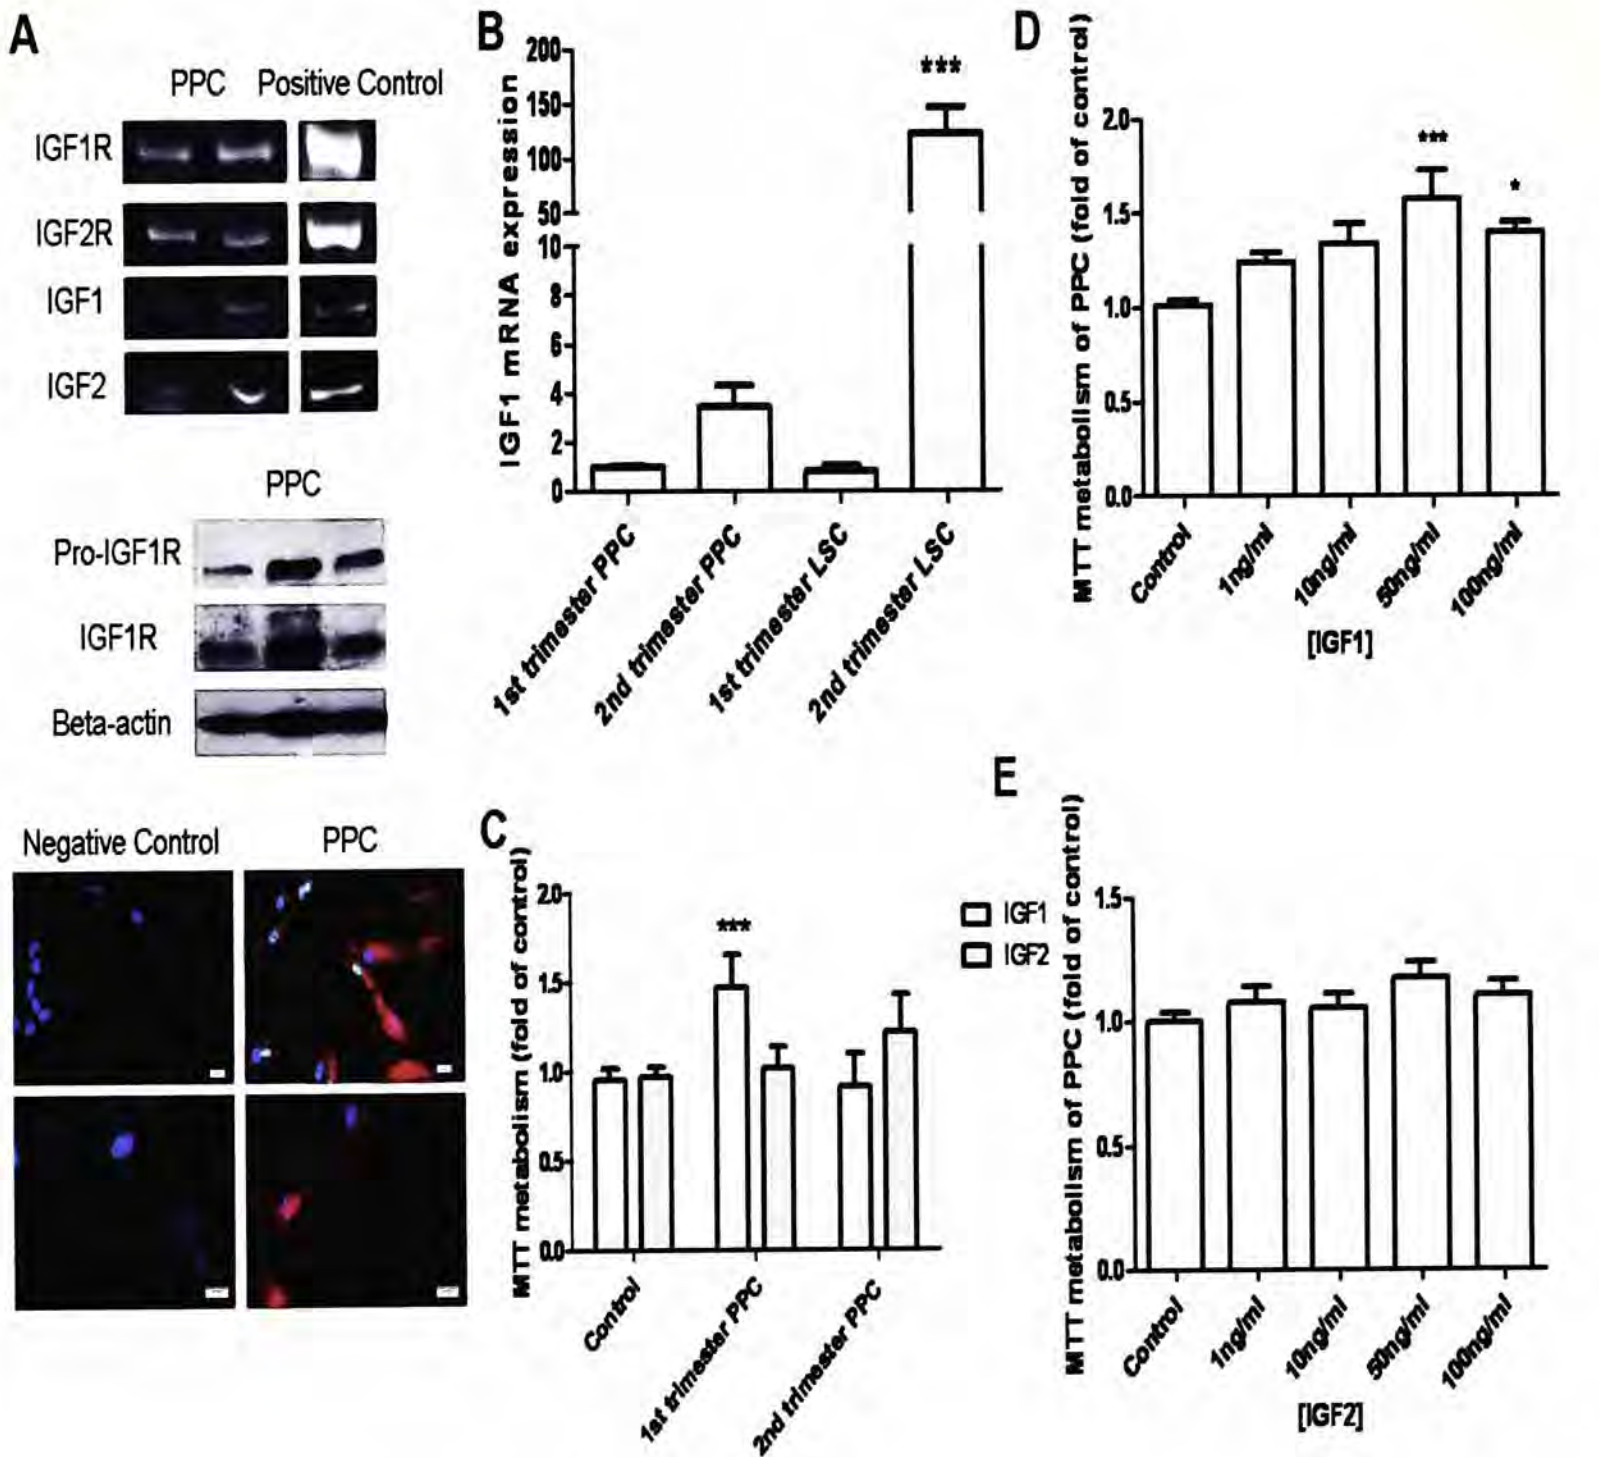 A
PPC Positive Control
IGF1R
IGF2R
IGF1
IGF2
PPC
Pro-IGF1R
IGF1R
Beta-actin
Negative Control PPC
B
IGF1 mRNA expression
200
150
100
50
10
8
6
4
2
0
***
1st trimester PPC
2nd trimester PPC
1st trimester LSC
2nd trimester LSC
C
MTT metabolism (fold of control)
2.0
1.5
1.0
0.5
0.0
***
Control
1st trimester PPC
2nd trimester PPC
IGF1
IGF2
D
MTT metabolism of PPC (fold of control)
2.0
1.5
1.0
0.5
0.0
***
*
Control
1ng/ml
10ng/ml
50ng/ml
100ng/ml
[IGF1]
E
MTT metabolism of PPC (fold of control)
1.5
1.0
0.5
0.0
Control
1ng/ml
10ng/ml
50ng/ml
100ng/ml
[IGF2]